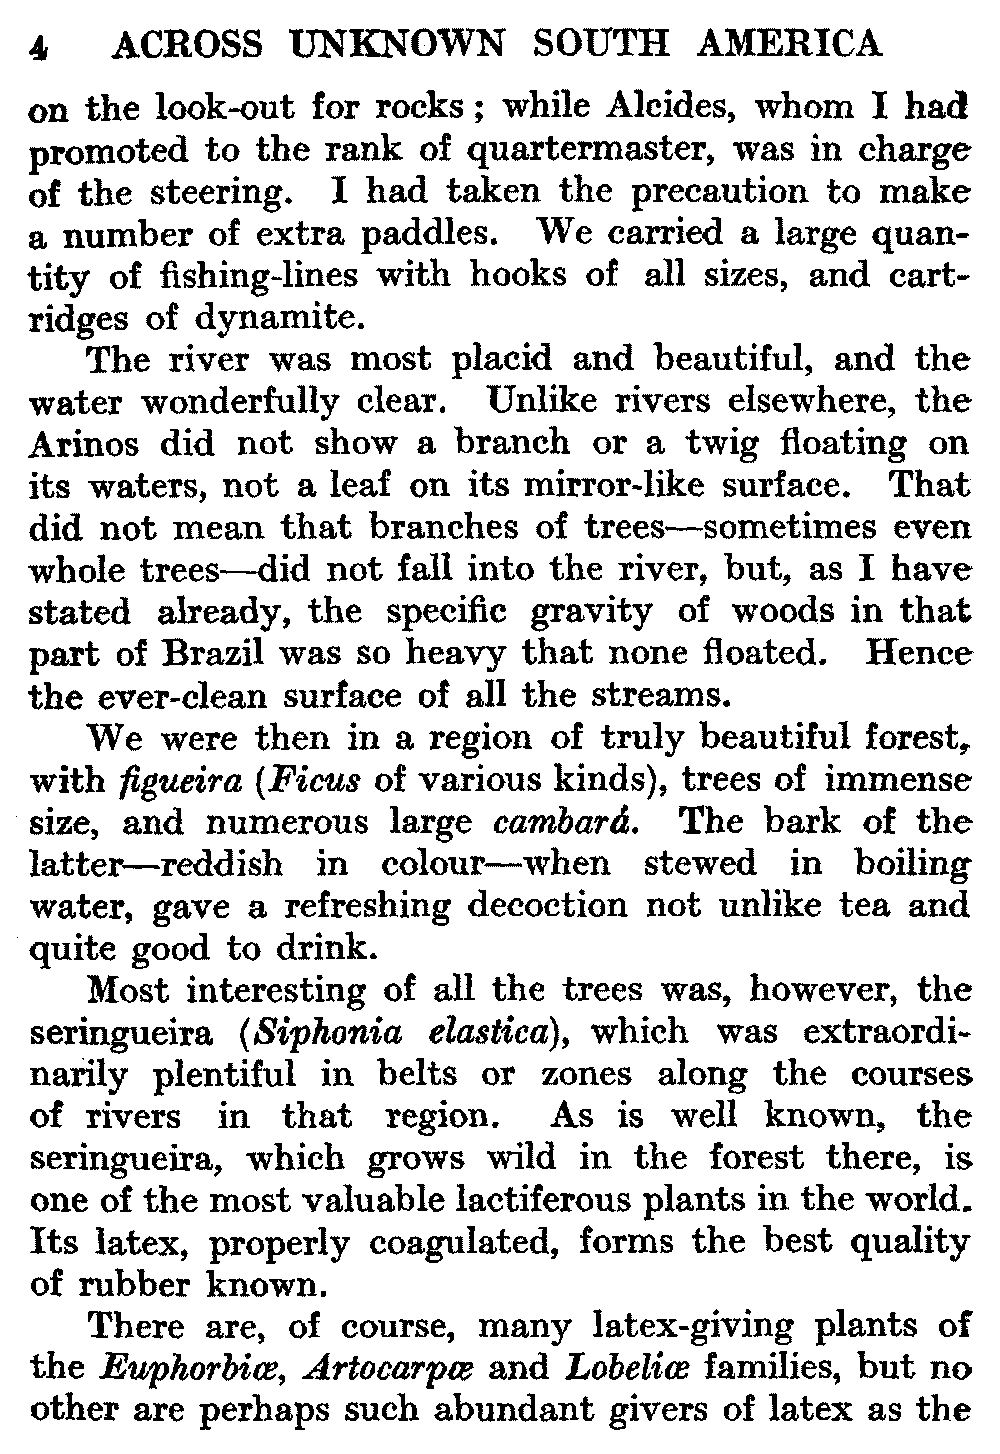 4 ACROSS UNKNOWN SOUTH AMERICA
on the look-out for rocks; while Alcides, whom I had
promoted to the rank of quartermaster, was in charge
of the steering. I had taken the precaution to make
a number of extra paddles. We carried a large quan-
tity of fishing-lines with hooks of all sizes, and cart-
ridges of dynamite.
The river was most placid and beautiful, and the
water wonderfully clear. Unlike rivers elsewhere, the
Arinos did not show a branch or a twig floating on
its waters, not a leaf on its mirror-like surface. That
did not mean that branches of trees—sometimes even
whole trees—did not fall into the river, but, as I have
stated already, the specific gravity of woods in that
part of Brazil was so heavy that none floated. Hence
the ever-clean surface of all the streams.
We were then in a region of truly beautiful forest,
with figueira (Ficus of various kinds), trees of immense
size, and numerous large cambará. The bark of the
latter—reddish in colour—when stewed in boiling
water, gave a refreshing decoction not unlike tea and
quite good to drink.
Most interesting of all the trees was, however, the
seringueira (Siphonia elastica), which was extraordi-
narily plentiful in belts or zones along the courses
of rivers in that region. As is well known, the
seringueira, which grows wild in the forest there, is
one of the most valuable lactiferous plants in the world.
Its latex, properly coagulated, forms the best quality
of rubber known.
There are, of course, many latex-giving plants of
the Euphorbiæ, Artocarpæ and Lobeliæ families, but no
other are perhaps such abundant givers of latex as the